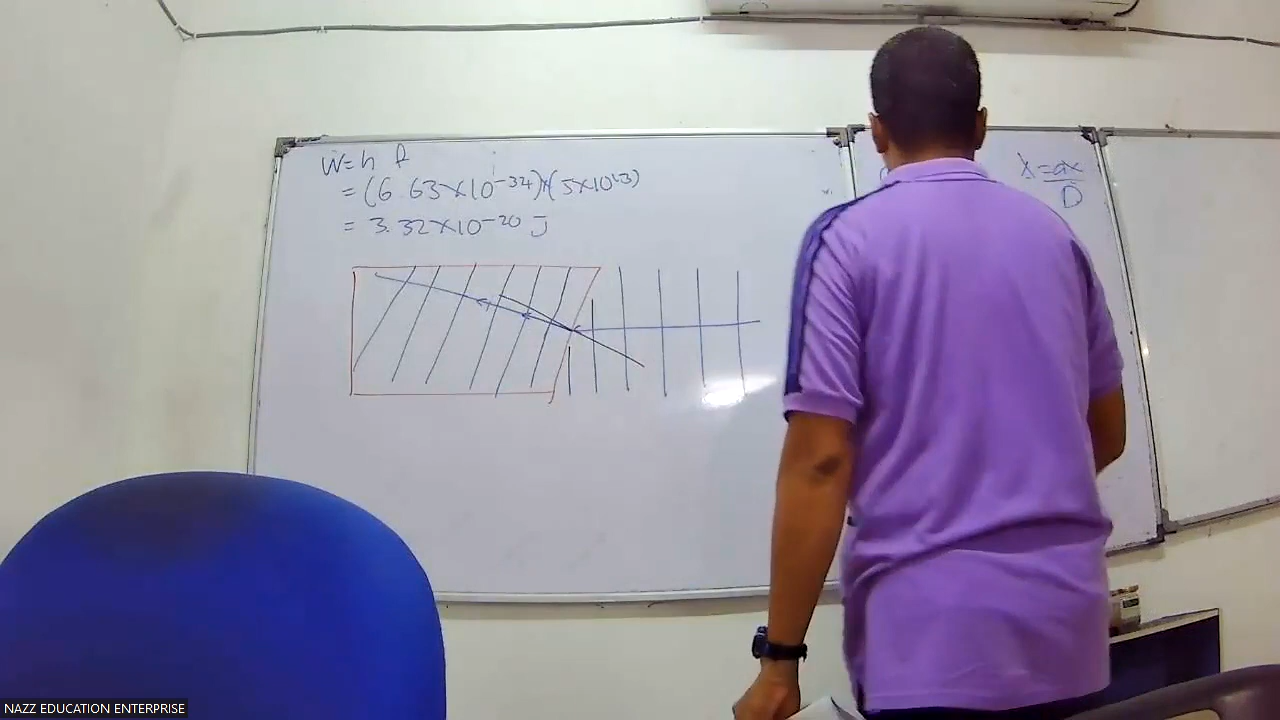 W = h f
= (6.63×10⁻³⁴)×(5×10¹³)
= 3.32×10⁻²⁰ J
λ = ax
D
NAZZ EDUCATION ENTERPRISE